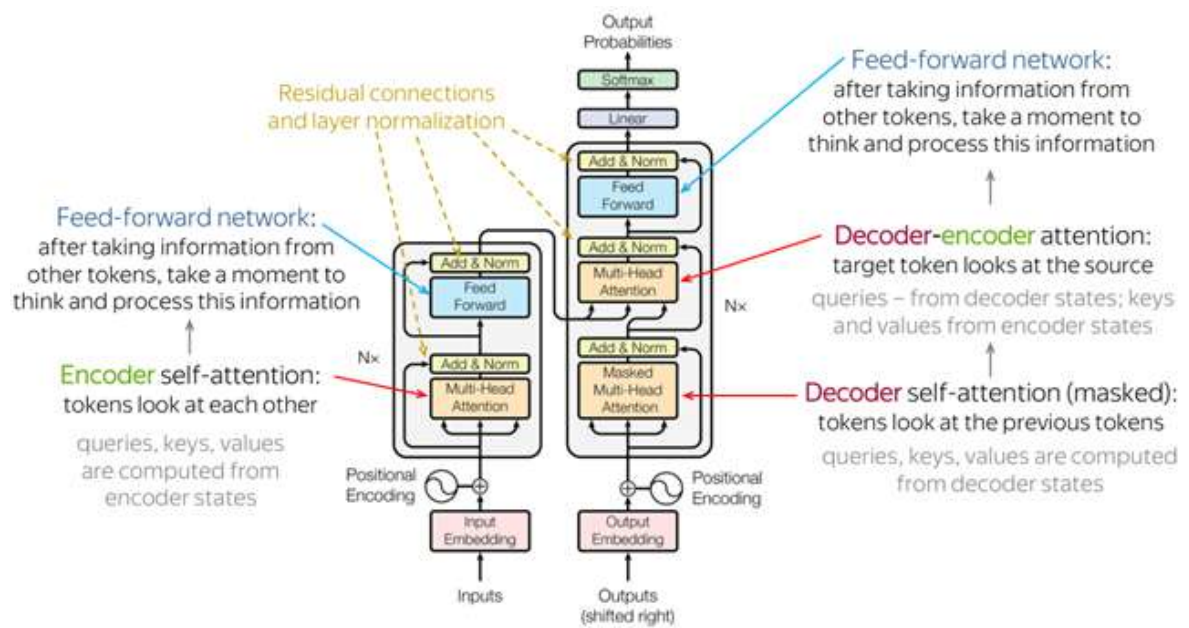 Output
Probabilities
Softmax
Linear
Add & Norm
Feed
Forward
Add & Norm
Multi-Head
Attention
Add & Norm
Masked
Multi-Head
Attention
Nx
Positional
Encoding
Output
Embedding
Outputs
(shifted right)
Residual connections
and layer normalization
Feed-forward network:
after taking information from
other tokens, take a moment to
think and process this information
Encoder self-attention:
tokens look at each other
queries, keys, values
are computed from
encoder states
Add & Norm
Feed
Forward
Nx
Add & Norm
Multi-Head
Attention
Positional
Encoding
Input
Embedding
Inputs
Feed-forward network:
after taking information from
other tokens, take a moment to
think and process this information
Decoder-encoder attention:
target token looks at the source
queries – from decoder states; keys
and values from encoder states
Decoder self-attention (masked):
tokens look at the previous tokens
queries, keys, values are computed
from decoder states